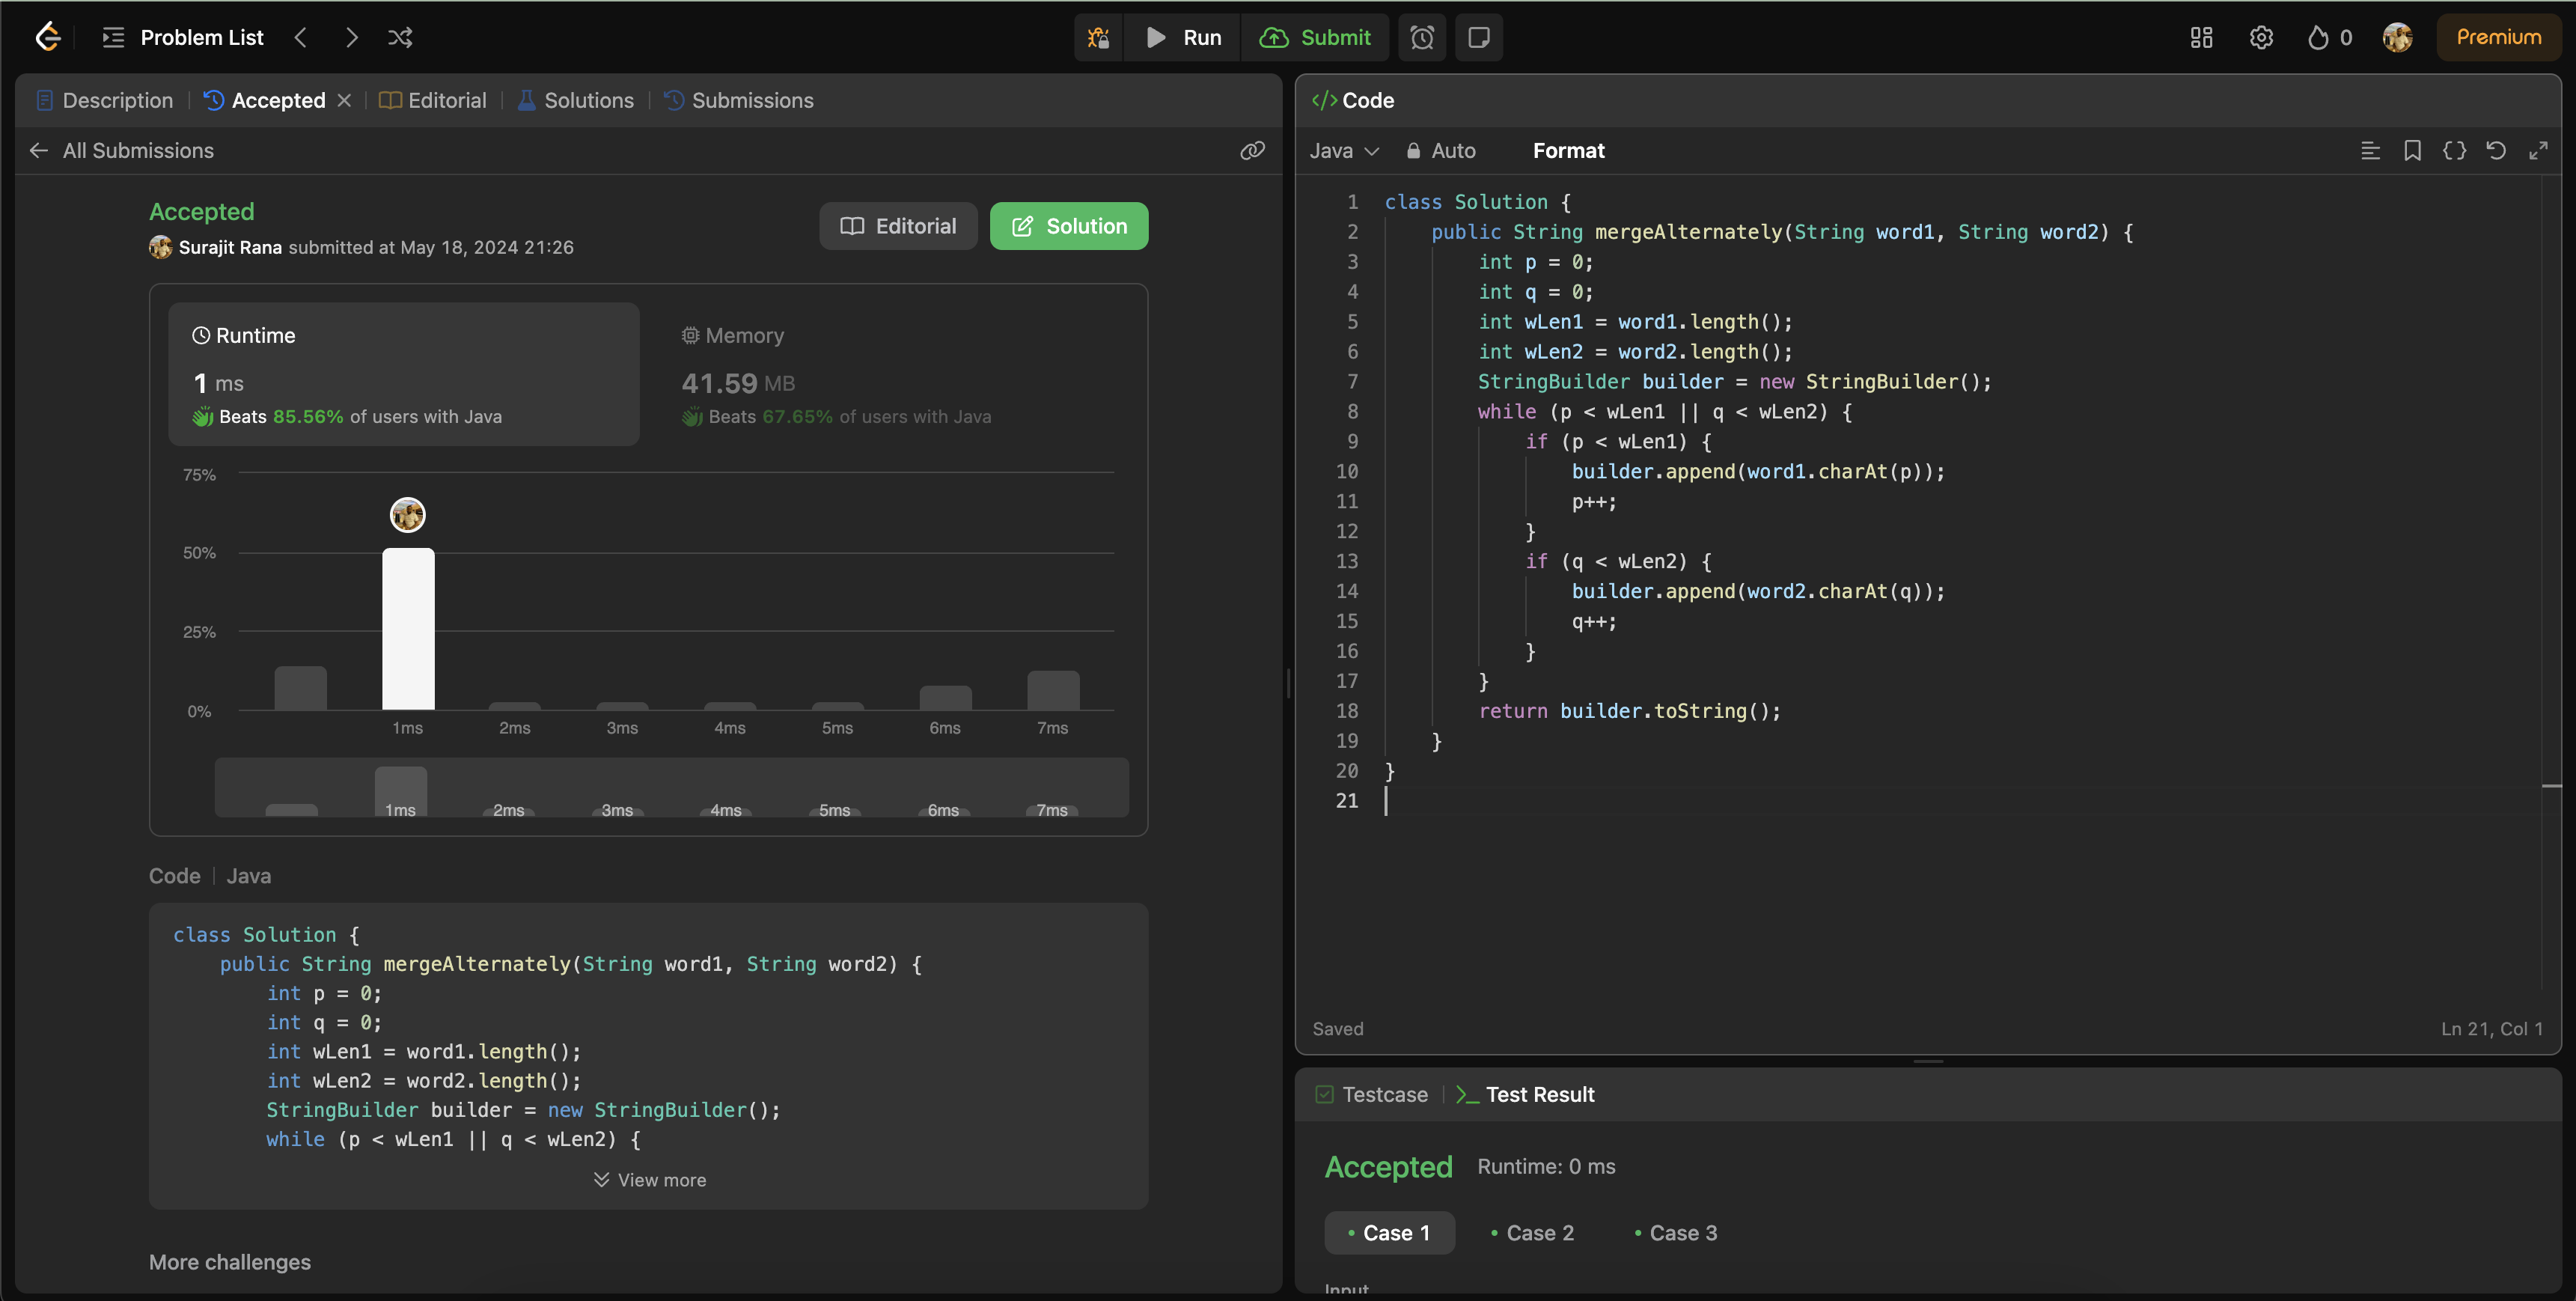 Problem List
Run
Submit
0
Premium
Description
Accepted
Editorial
Solutions
Submissions
All Submissions
Accepted
Surajit Rana submitted at May 18, 2024 21:26
Editorial
Solution
Runtime
1 ms
Beats 85.56% of users with Java
Memory
41.59 MB
Beats 67.65% of users with Java
75%
50%
25%
0%
1ms 2ms 3ms 4ms 5ms 6ms 7ms
1ms 2ms 3ms 4ms 5ms 6ms 7ms
Code | Java
class Solution {
    public String mergeAlternately(String word1, String word2) {
        int p = 0;
        int q = 0;
        int wLen1 = word1.length();
        int wLen2 = word2.length();
        StringBuilder builder = new StringBuilder();
        while (p < wLen1 || q < wLen2) {
View more
More challenges
</> Code
Java
Auto
Format
1 class Solution {
2     public String mergeAlternately(String word1, String word2) {
3         int p = 0;
4         int q = 0;
5         int wLen1 = word1.length();
6         int wLen2 = word2.length();
7         StringBuilder builder = new StringBuilder();
8         while (p < wLen1 || q < wLen2) {
9             if (p < wLen1) {
10                 builder.append(word1.charAt(p));
11                 p++;
12             }
13             if (q < wLen2) {
14                 builder.append(word2.charAt(q));
15                 q++;
16             }
17         }
18         return builder.toString();
19     }
20 }
21
Saved
Ln 21, Col 1
Testcase
Test Result
Accepted
Runtime: 0 ms
• Case 1
• Case 2
• Case 3
Input